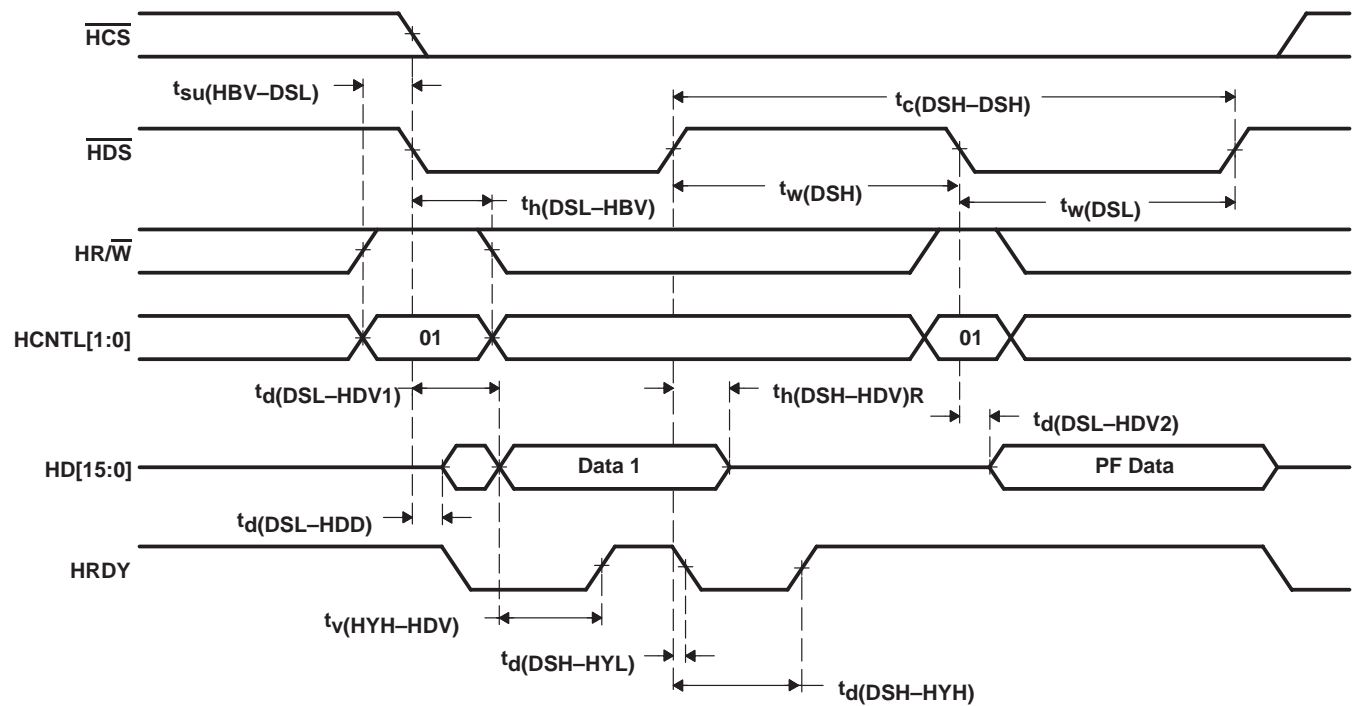 HCS
tsu(HBV–DSL)
tc(DSH–DSH)
HDS
th(DSL–HBV)
tw(DSH)
tw(DSL)
HR/W
HCNTL[1:0]
01
01
td(DSL–HDV1)
th(DSH–HDV)R
td(DSL–HDV2)
HD[15:0]
Data 1
PF Data
td(DSL–HDD)
HRDY
tv(HYH–HDV)
td(DSH–HYL)
td(DSH–HYH)